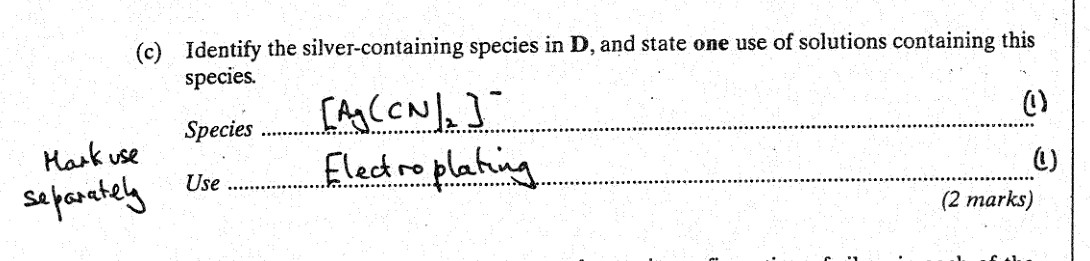 (c) Identify the silver-containing species in D, and state one use of solutions containing this
species.
Species [Ag(CN)₂]⁻ (1)
Mark use
separately
Use Electroplating (1)
(2 marks)